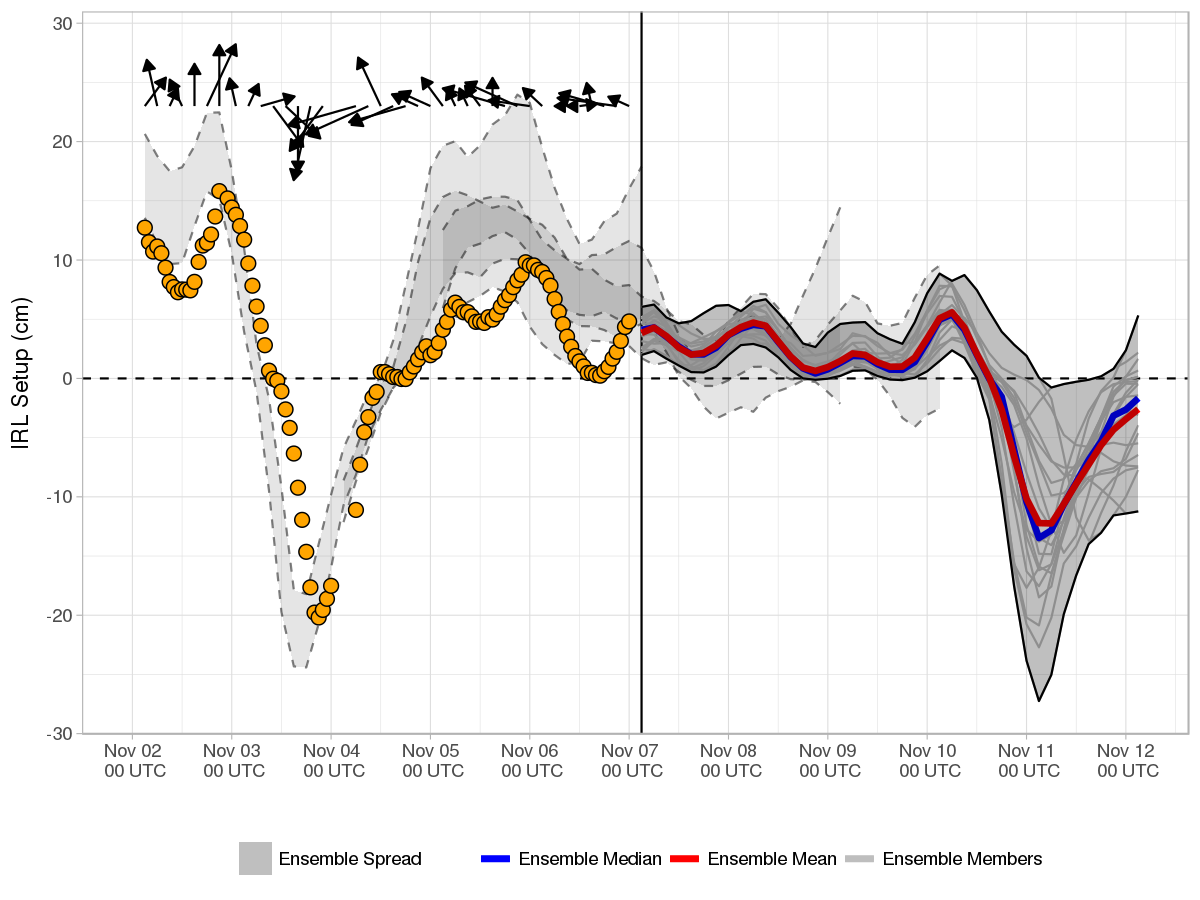 IRL Setup (cm)
30
20
10
0
-10
-20
-30
Nov 02 Nov 03 Nov 04 Nov 05 Nov 06 Nov 07 Nov 08 Nov 09 Nov 10 Nov 11 Nov 12
00 UTC 00 UTC 00 UTC 00 UTC 00 UTC 00 UTC 00 UTC 00 UTC 00 UTC 00 UTC 00 UTC
Ensemble Spread Ensemble Median Ensemble Mean Ensemble Members